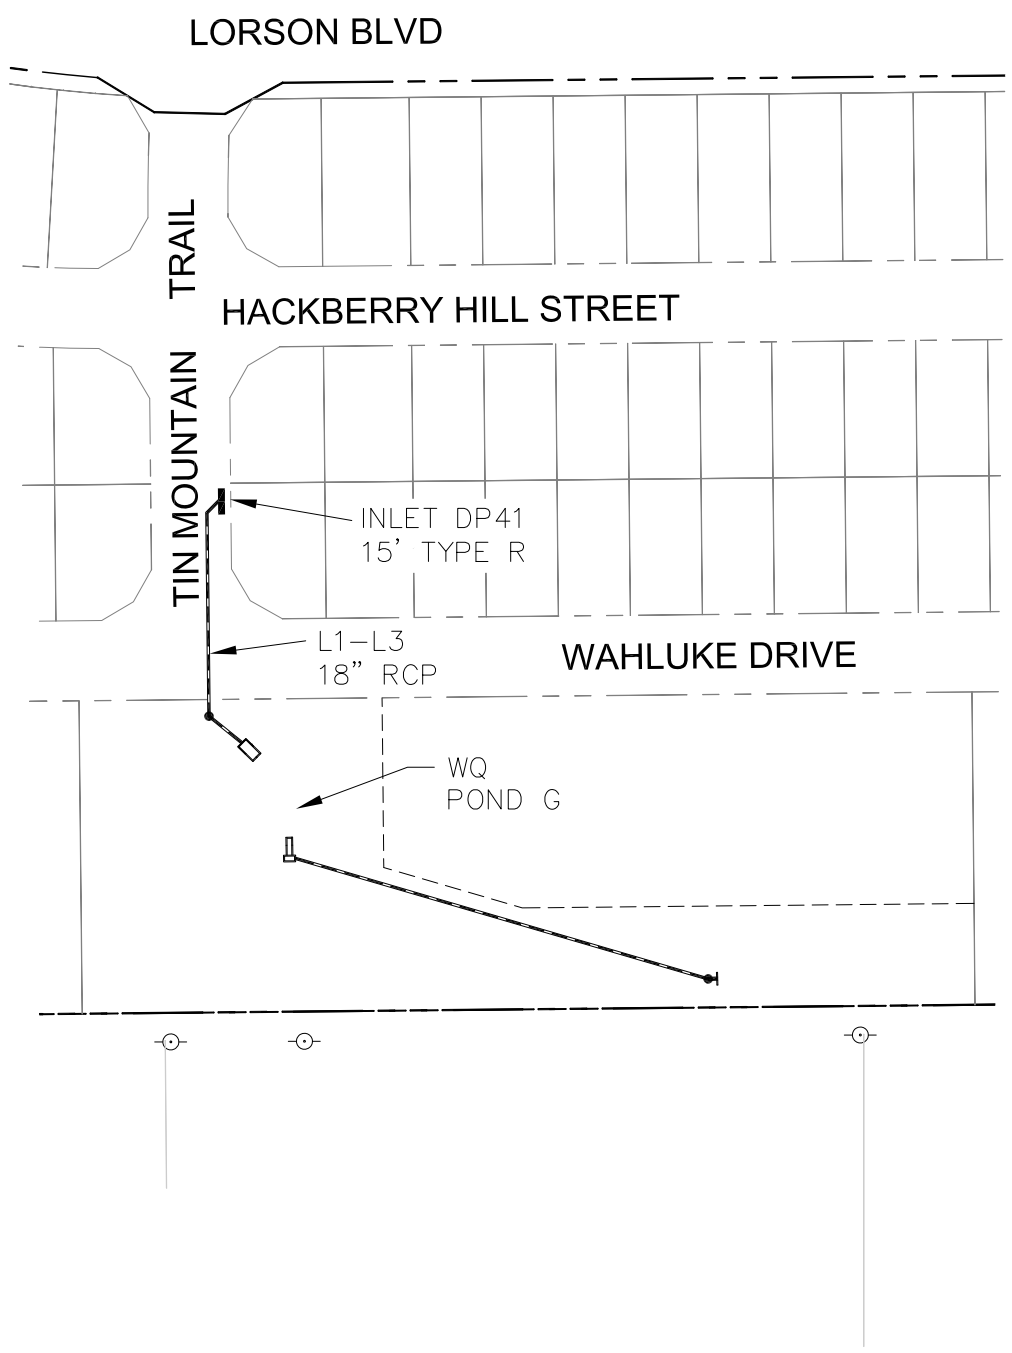 LORSON BLVD
TIN MOUNTAIN TRAIL
HACKBERRY HILL STREET
INLET DP41
15' TYPE R
L1-L3
18" RCP
WAHLUKE DRIVE
WQ
POND G